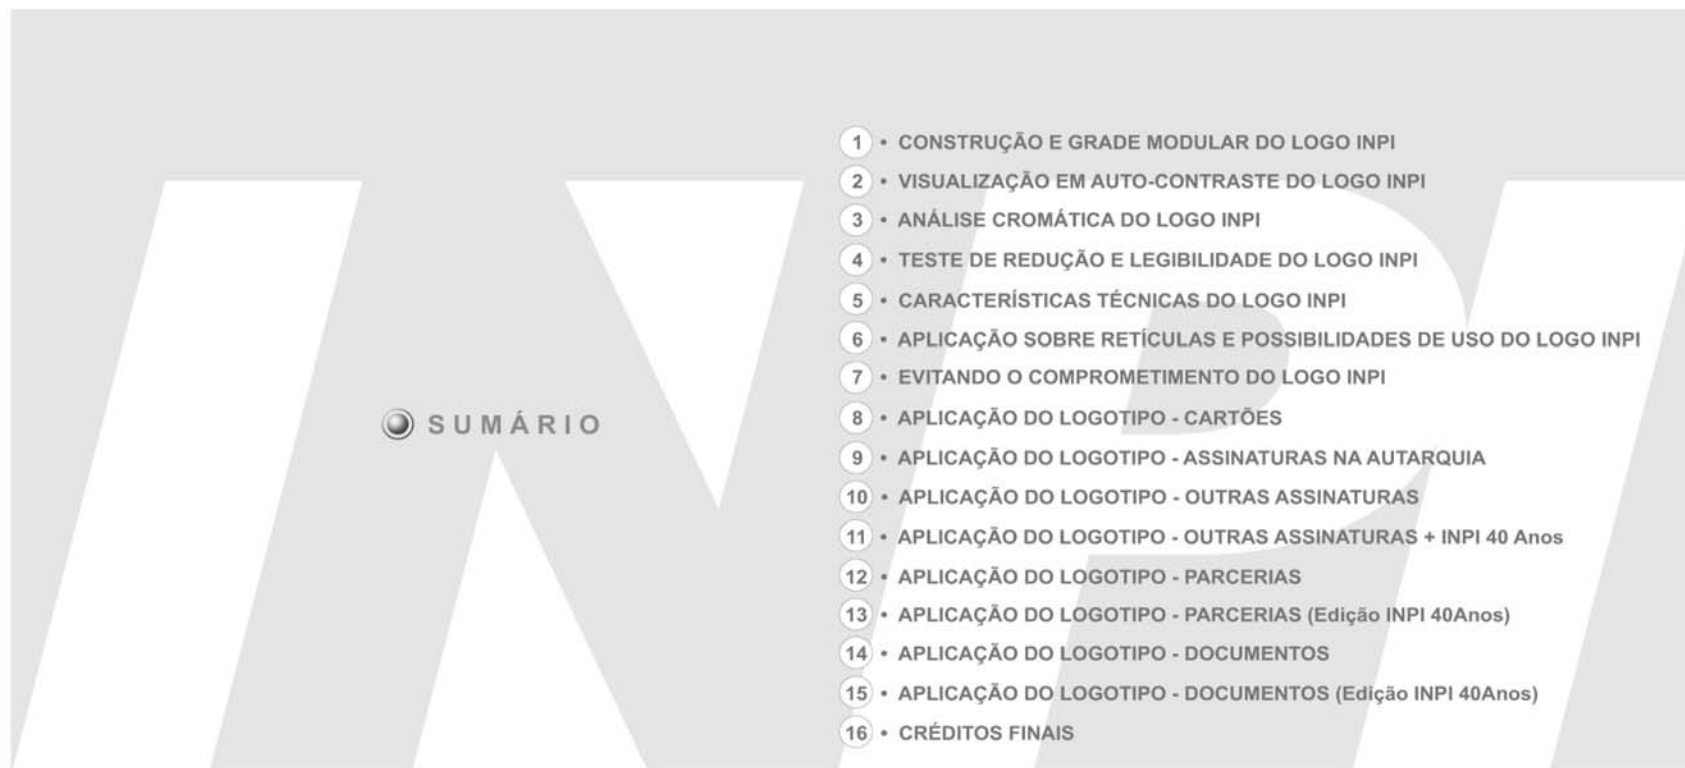 SUMÁRIO
1 • CONSTRUÇÃO E GRADE MODULAR DO LOGO INPI
2 • VISUALIZAÇÃO EM AUTO-CONTRASTE DO LOGO INPI
3 • ANÁLISE CROMÁTICA DO LOGO INPI
4 • TESTE DE REDUÇÃO E LEGIBILIDADE DO LOGO INPI
5 • CARACTERÍSTICAS TÉCNICAS DO LOGO INPI
6 • APLICAÇÃO SOBRE RETÍCULAS E POSSIBILIDADES DE USO DO LOGO INPI
7 • EVITANDO O COMPROMETIMENTO DO LOGO INPI
8 • APLICAÇÃO DO LOGOTIPO - CARTÕES
9 • APLICAÇÃO DO LOGOTIPO - ASSINATURAS NA AUTARQUIA
10 • APLICAÇÃO DO LOGOTIPO - OUTRAS ASSINATURAS
11 • APLICAÇÃO DO LOGOTIPO - OUTRAS ASSINATURAS + INPI 40 Anos
12 • APLICAÇÃO DO LOGOTIPO - PARCERIAS
13 • APLICAÇÃO DO LOGOTIPO - PARCERIAS (Edição INPI 40Anos)
14 • APLICAÇÃO DO LOGOTIPO - DOCUMENTOS
15 • APLICAÇÃO DO LOGOTIPO - DOCUMENTOS (Edição INPI 40Anos)
16 • CRÉDITOS FINAIS